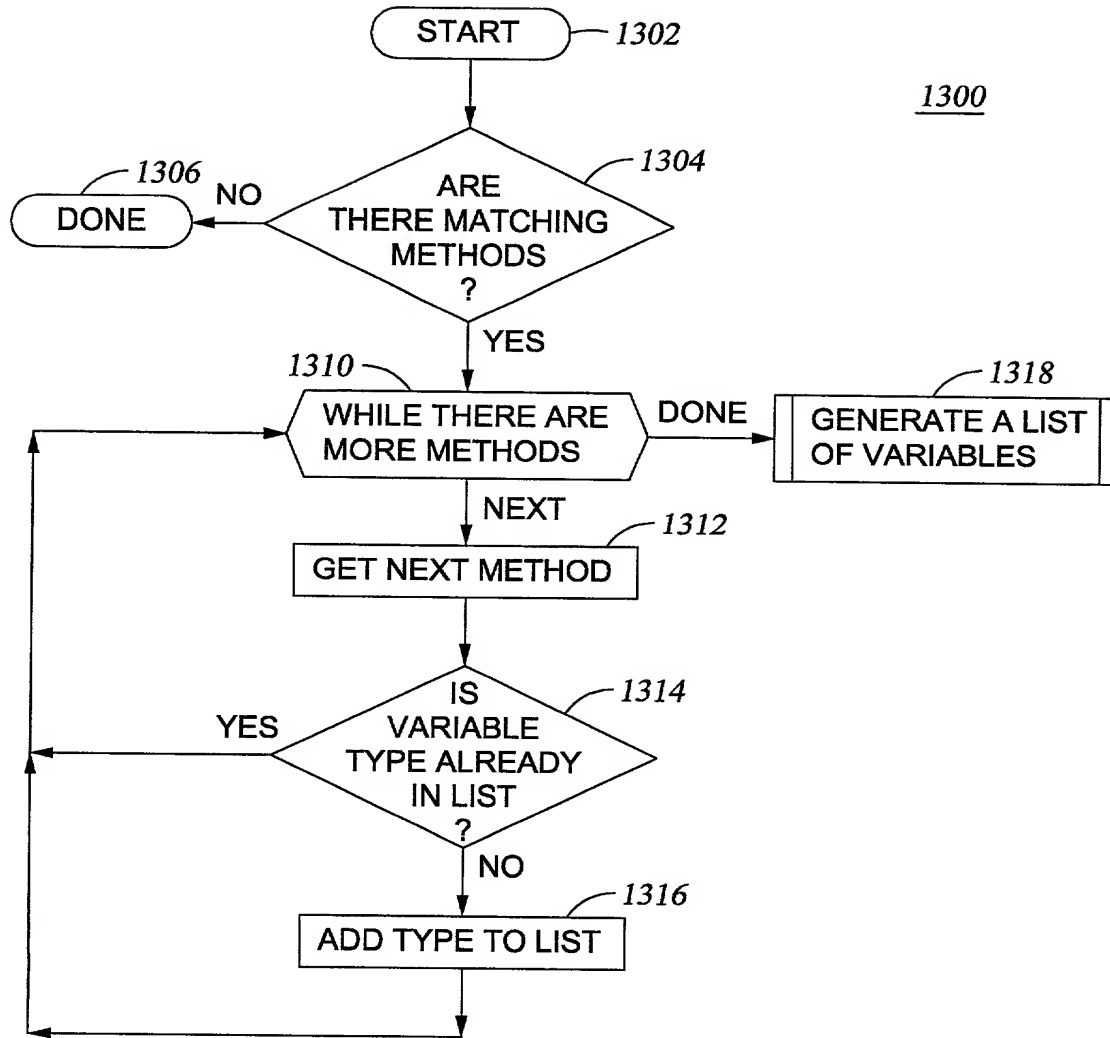 START
1302
1300
1304
1306
NO
DONE
ARE
THERE MATCHING
METHODS
?
YES
1310
1318
WHILE THERE ARE
MORE METHODS
DONE
GENERATE A LIST
OF VARIABLES
NEXT
1312
GET NEXT METHOD
1314
YES
IS
VARIABLE
TYPE ALREADY
IN LIST
?
NO
1316
ADD TYPE TO LIST